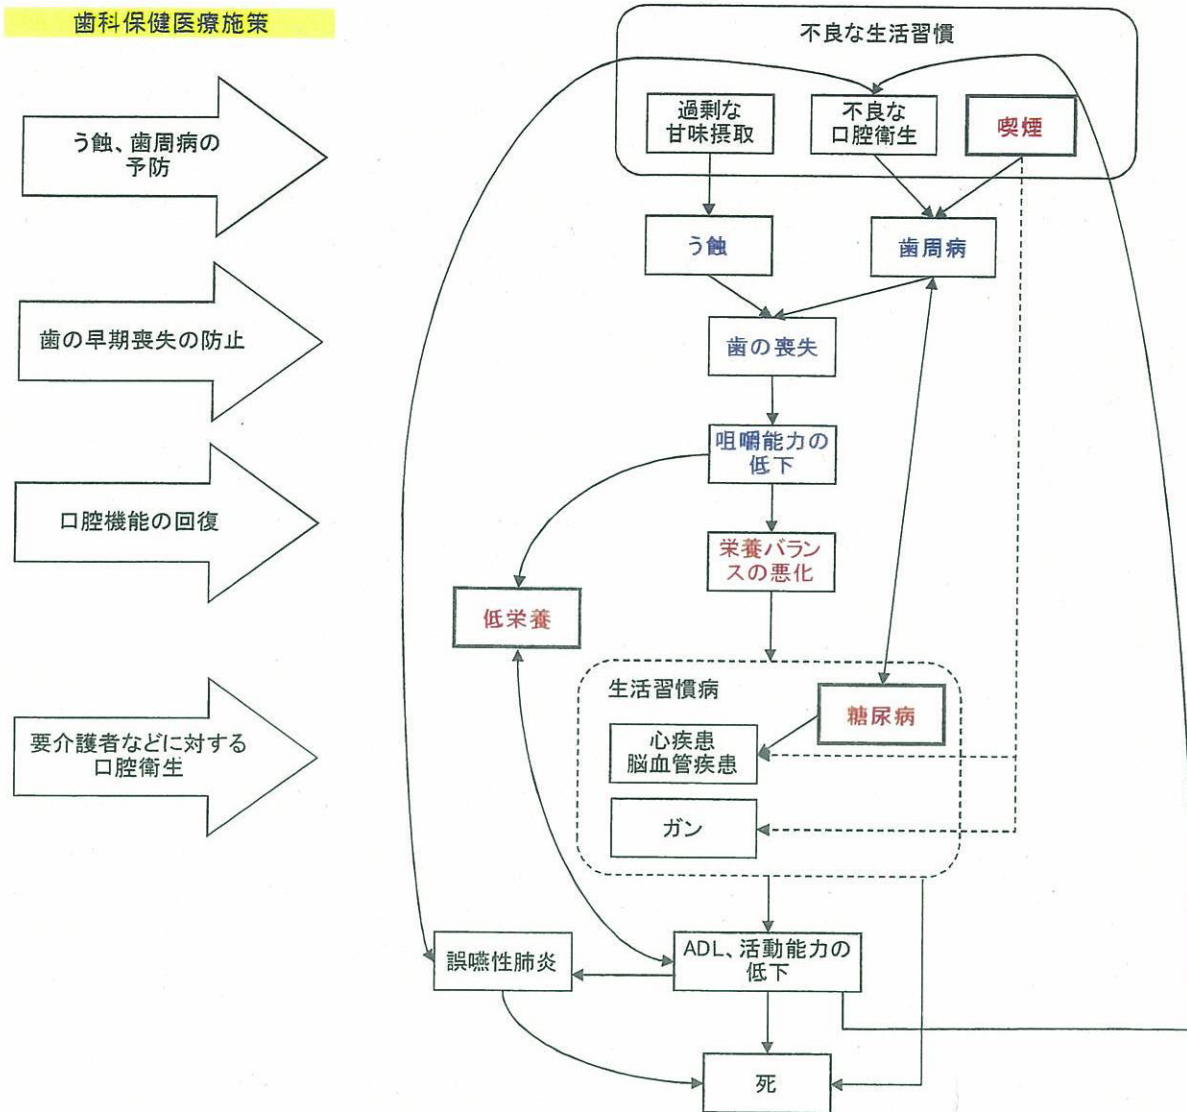 歯科保健医療施策
う蝕、歯周病の
予防
歯の早期喪失の防止
口腔機能の回復
要介護者などに対する
口腔衛生
不良な生活習慣
過剰な
甘味摂取
不良な
口腔衛生
喫煙
う蝕
歯周病
歯の喪失
咀嚼能力の
低下
栄養バラン
スの悪化
低栄養
生活習慣病
糖尿病
心疾患
脳血管疾患
ガン
誤嚥性肺炎
ADL、活動能力の
低下
死